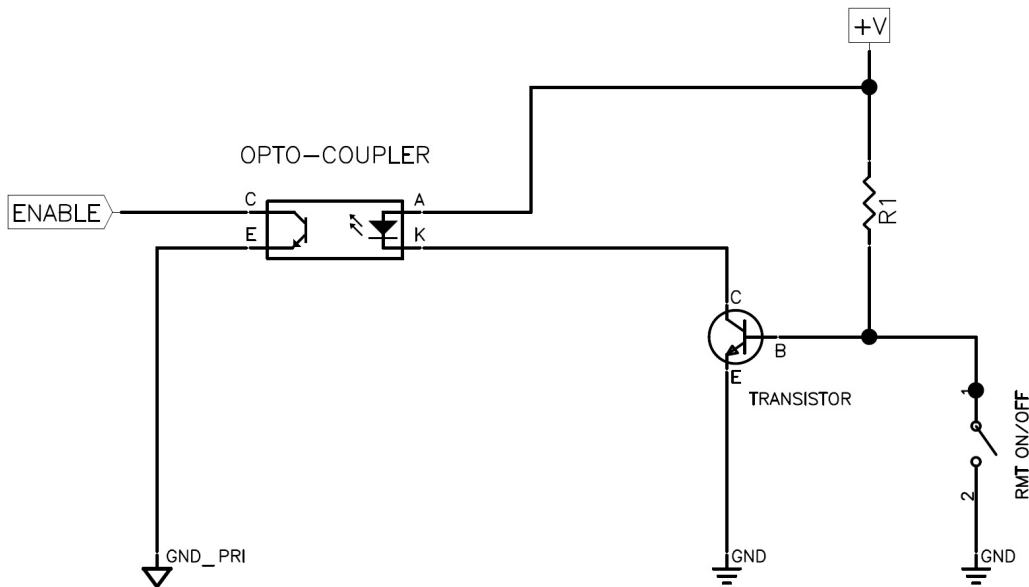 +V
OPTO-COUPLER
C
A
ENABLE
R1
E
K
C
B
E
TRANSISTOR
1
RMT ON/OFF
2
GND_PRI
GND
GND